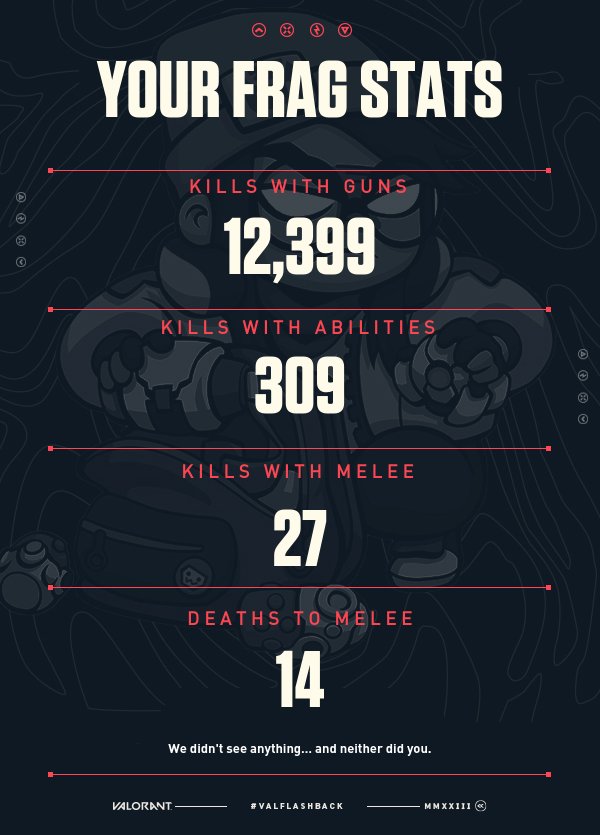 YOUR FRAG STATS
KILLS WITH GUNS
12,399
KILLS WITH ABILITIES
309
KILLS WITH MELEE
27
DEATHS TO MELEE
14
We didn't see anything... and neither did you.
VALORANT #VALFLASHBACK MMXXIII